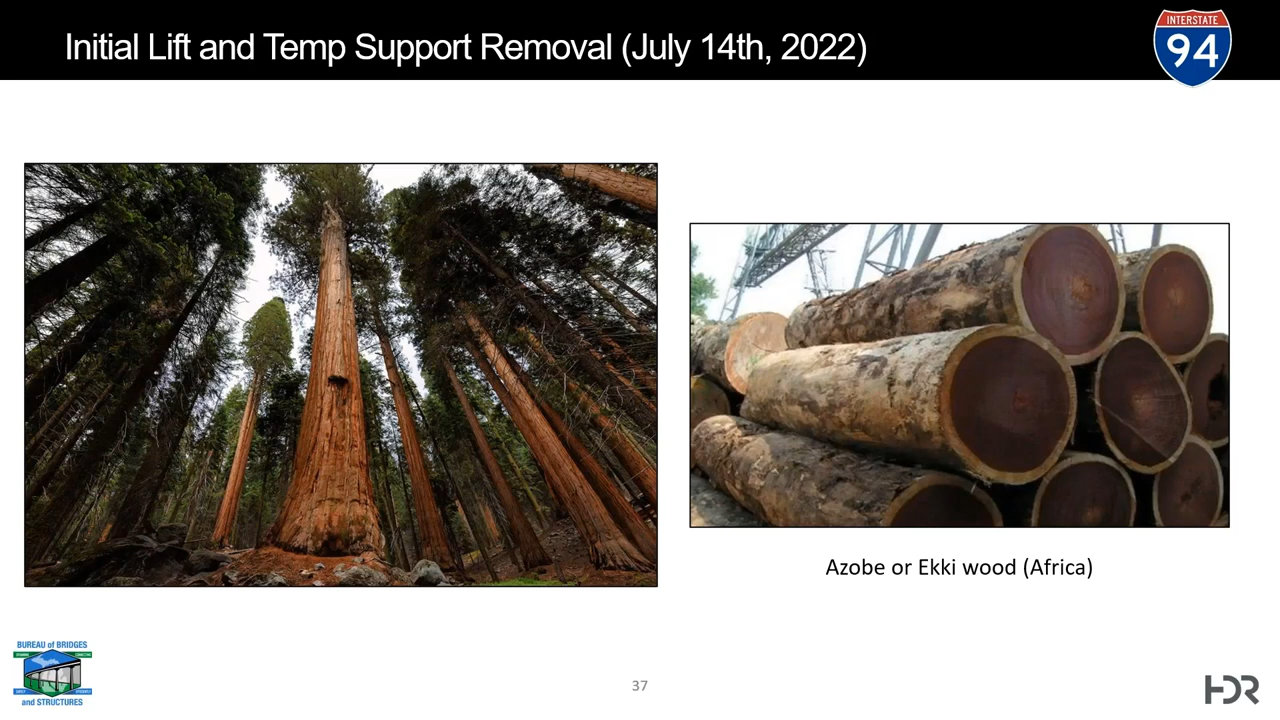 Initial Lift and Temp Support Removal (July 14th, 2022)
INTERSTATE
94
Azobe or Ekki wood (Africa)
BUREAU of BRIDGES
and STRUCTURES
37
HDR